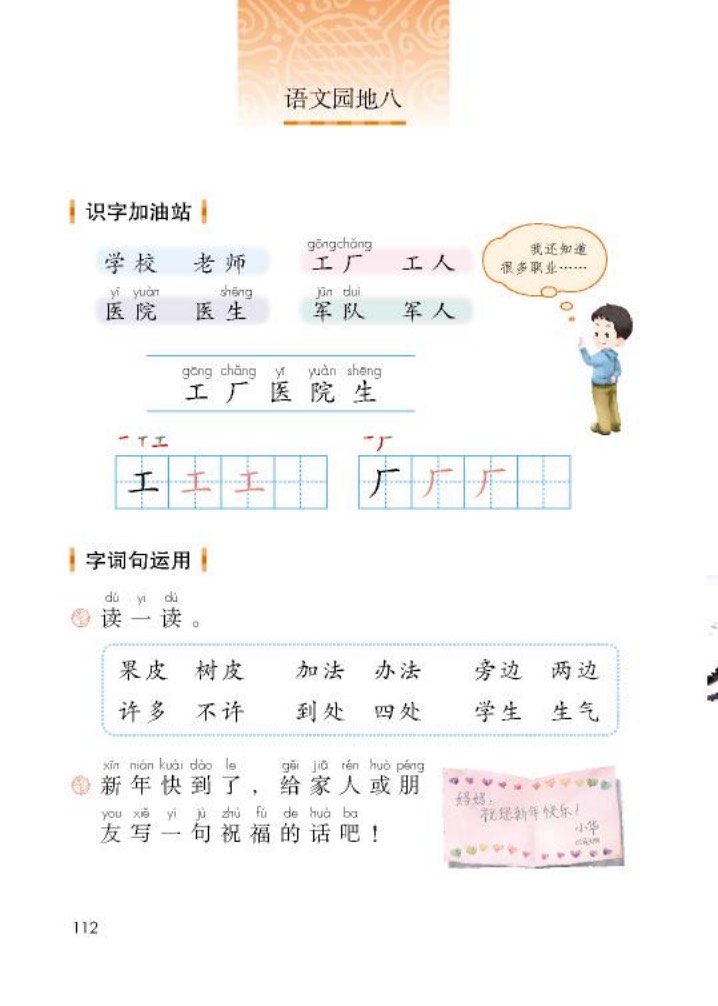 语文园地八
识字加油站
gōngchǎng
学校 老师 工厂 工人
我还知道
很多职业……
yī yuàn shēng jūn duì
医院 医生 军队 军人
gōng chǎng yī yuàn shēng
工厂医院生
工 工 工 厂 厂 厂
字词句运用
dú yi dú
读一读。
果皮 树皮 加法 办法 旁边 两边
许多 不许 到处 四处 学生 生气
xīn nián kuài dào le gěi jiā rén huò péng
新年快到了，给家人或朋
you xiě yí jù zhù fú de huà ba
友写一句祝福的话吧！
妈妈：
祝您新年快乐！
小华
112